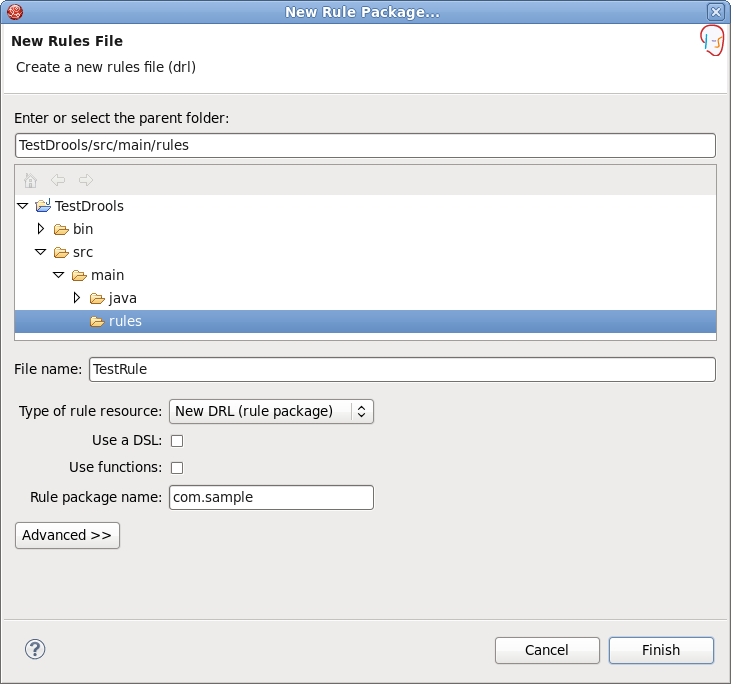 New Rule Package...
New Rules File
Create a new rules file (drl)
Enter or select the parent folder:
TestDrools/src/main/rules
TestDrools
bin
src
main
java
rules
File name: TestRule
Type of rule resource: New DRL (rule package)
Use a DSL:
Use functions:
Rule package name: com.sample
Advanced >>
? Cancel Finish